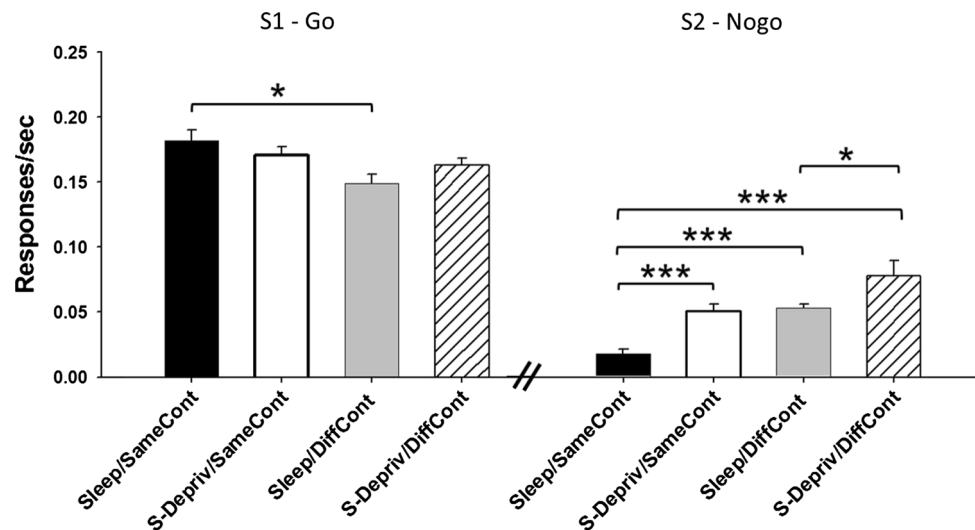 S1 - Go
S2 - Nogo
Responses/sec
0.25
0.20
0.15
0.10
0.05
0.00
*
*
***
***
***
Sleep/SameCont
S-Depriv/SameCont
Sleep/DiffCont
S-Depriv/DiffCont
Sleep/SameCont
S-Depriv/SameCont
Sleep/DiffCont
S-Depriv/DiffCont